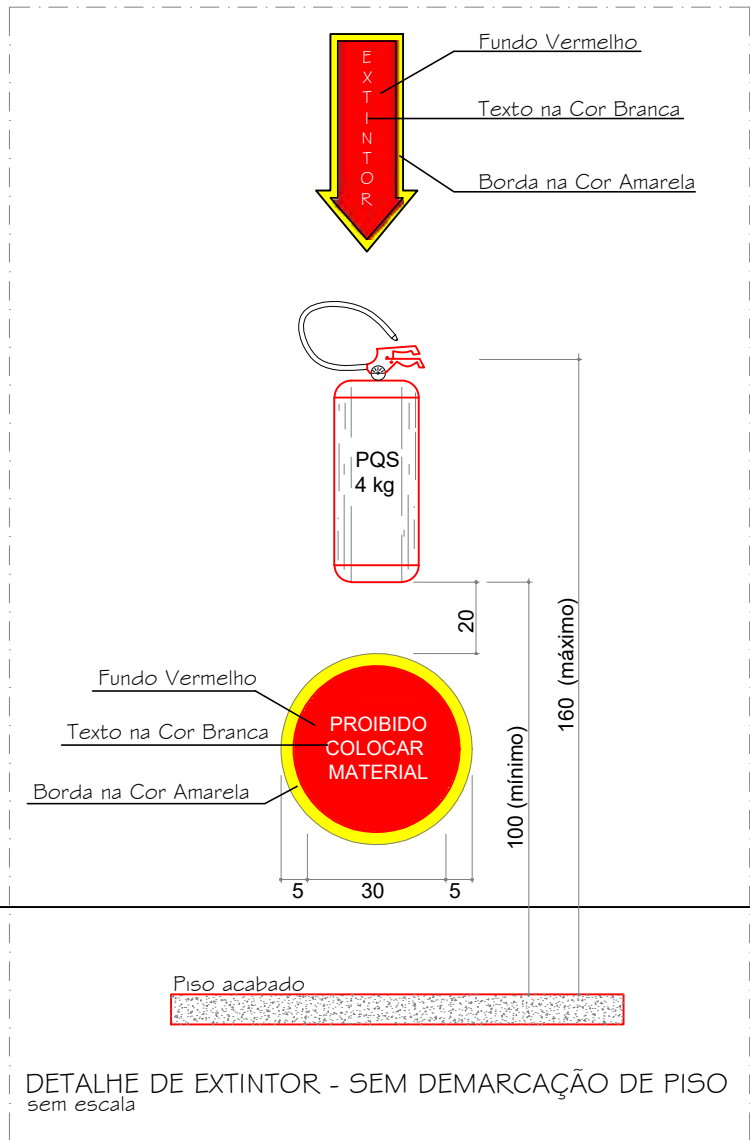 Fundo Vermelho
EXTINTOR
Texto na Cor Branca
Borda na Cor Amarela
PQS
4 kg
20
160 (máximo)
100 (mínimo)
Fundo Vermelho
Texto na Cor Branca
Borda na Cor Amarela
PROIBIDO
COLOCAR
MATERIAL
5 30 5
Piso acabado
DETALHE DE EXTINTOR - SEM DEMARCAÇÃO DE PISO
sem escala